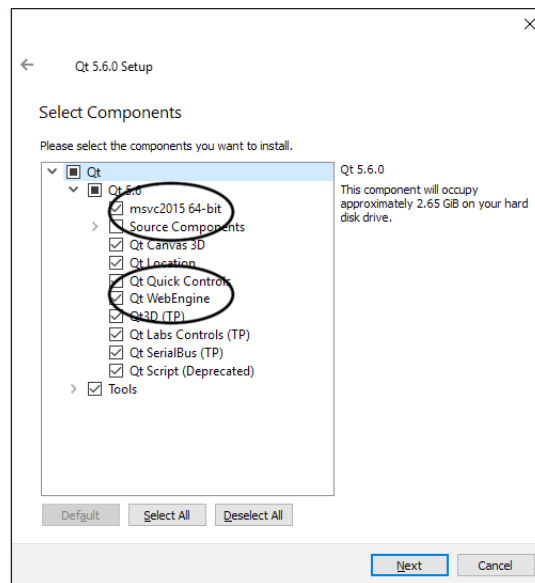 Qt 5.6.0 Setup
Select Components
Please select the components you want to install.
Qt
Qt 5.6
msvc2015 64-bit
Source Components
Qt Canvas 3D
Qt Location
Qt Quick Controls
Qt WebEngine
Qt3D (TP)
Qt Labs Controls (TP)
Qt SerialBus (TP)
Qt Script (Deprecated)
Tools
Qt 5.6.0
This component will occupy
approximately 2.65 GiB on your hard
disk drive.
Default
Select All
Deselect All
Next
Cancel